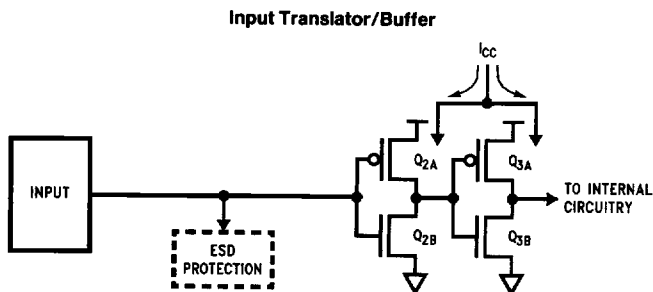 Input Translator/Buffer
ICC
Q2A
Q3A
INPUT
TO INTERNAL
CIRCUITRY
ESD
PROTECTION
Q2B
Q3B